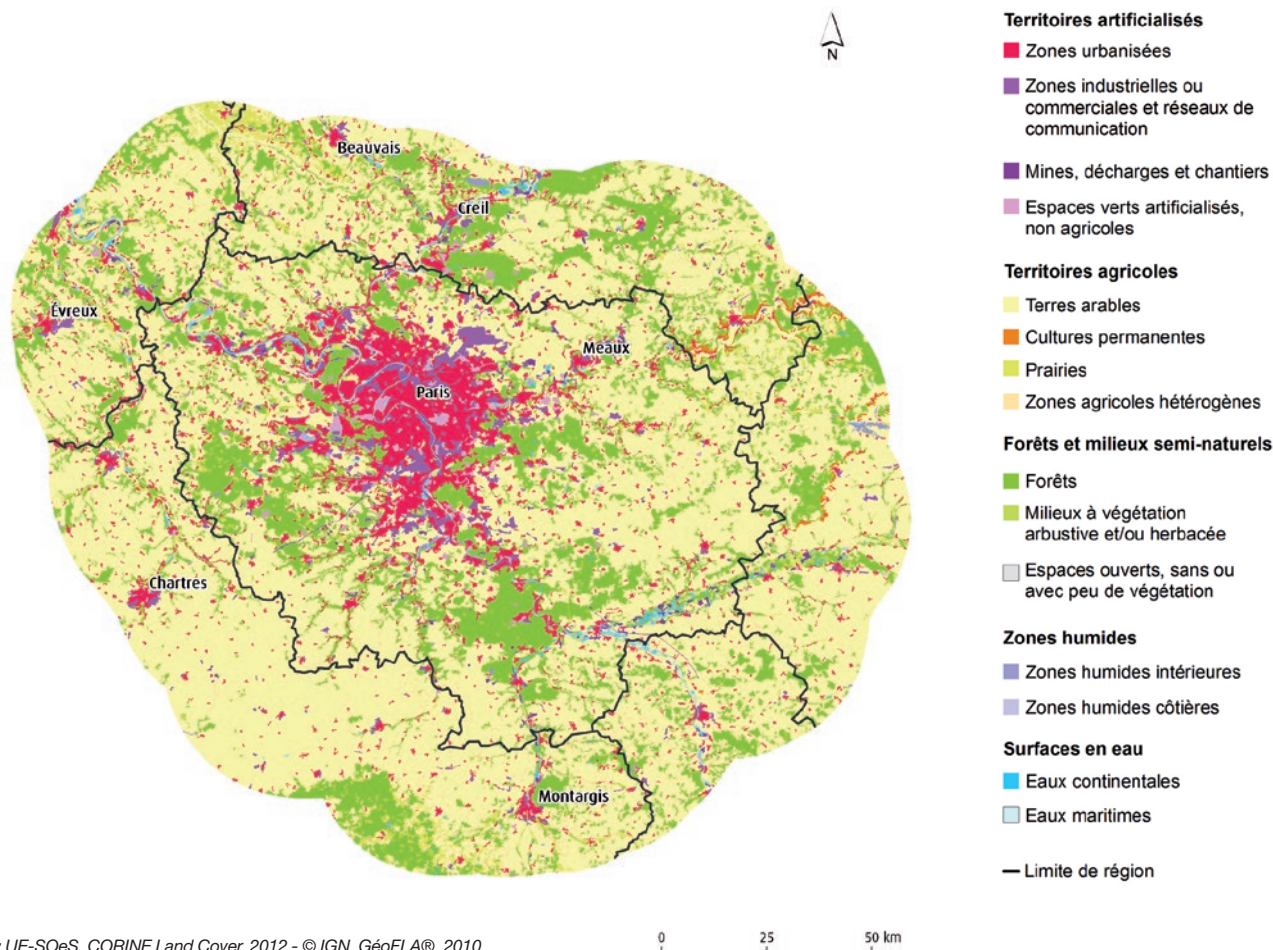 N
Beauvais
Creil
Évreux
Meaux
Paris
Chartres
Montargis
Territoires artificialisés
Zones urbanisées
Zones industrielles ou
commerciales et réseaux de
communication
Mines, décharges et chantiers
Espaces verts artificialisés,
non agricoles
Territoires agricoles
Terres arables
Cultures permanentes
Prairies
Zones agricoles hétérogènes
Forêts et milieux semi-naturels
Forêts
Milieux à végétation
arbustive et/ou herbacée
Espaces ouverts, sans ou
avec peu de végétation
Zones humides
Zones humides intérieures
Zones humides côtières
Surfaces en eau
Eaux continentales
Eaux maritimes
Limite de région
0 25 50 km
UE-SOeS, CORINE Land Cover, 2012 - © IGN, GéoFLA®, 2010.